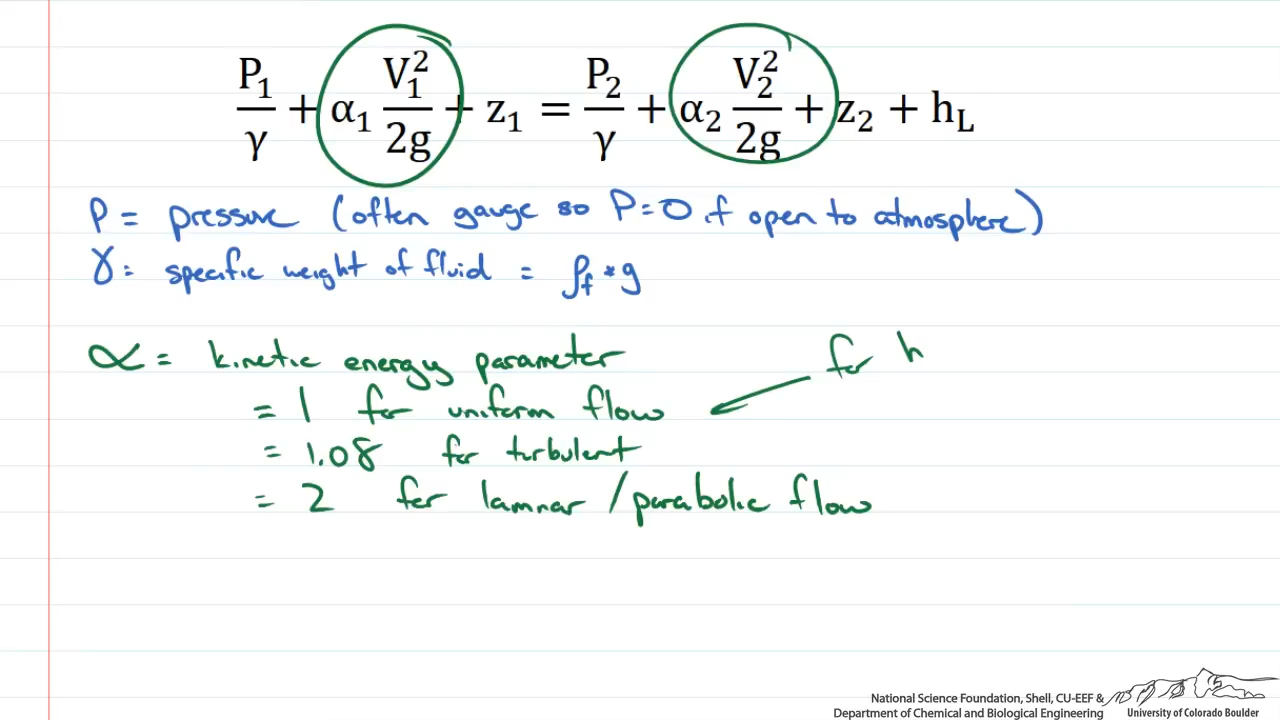 P₁/γ + α₁ V₁²/2g + z₁ = P₂/γ + α₂ V₂²/2g + z₂ + h_L
P = pressure (often gauge so P=0 if open to atmosphere)
γ = specific weight of fluid = ρ_f * g
α = kinetic energy parameter
for h
= 1 for uniform flow
= 1.08 for turbulent
= 2 for lamnar / parabolic flow
National Science Foundation, Shell, CU-EEF &
Department of Chemical and Biological Engineering
University of Colorado Boulder